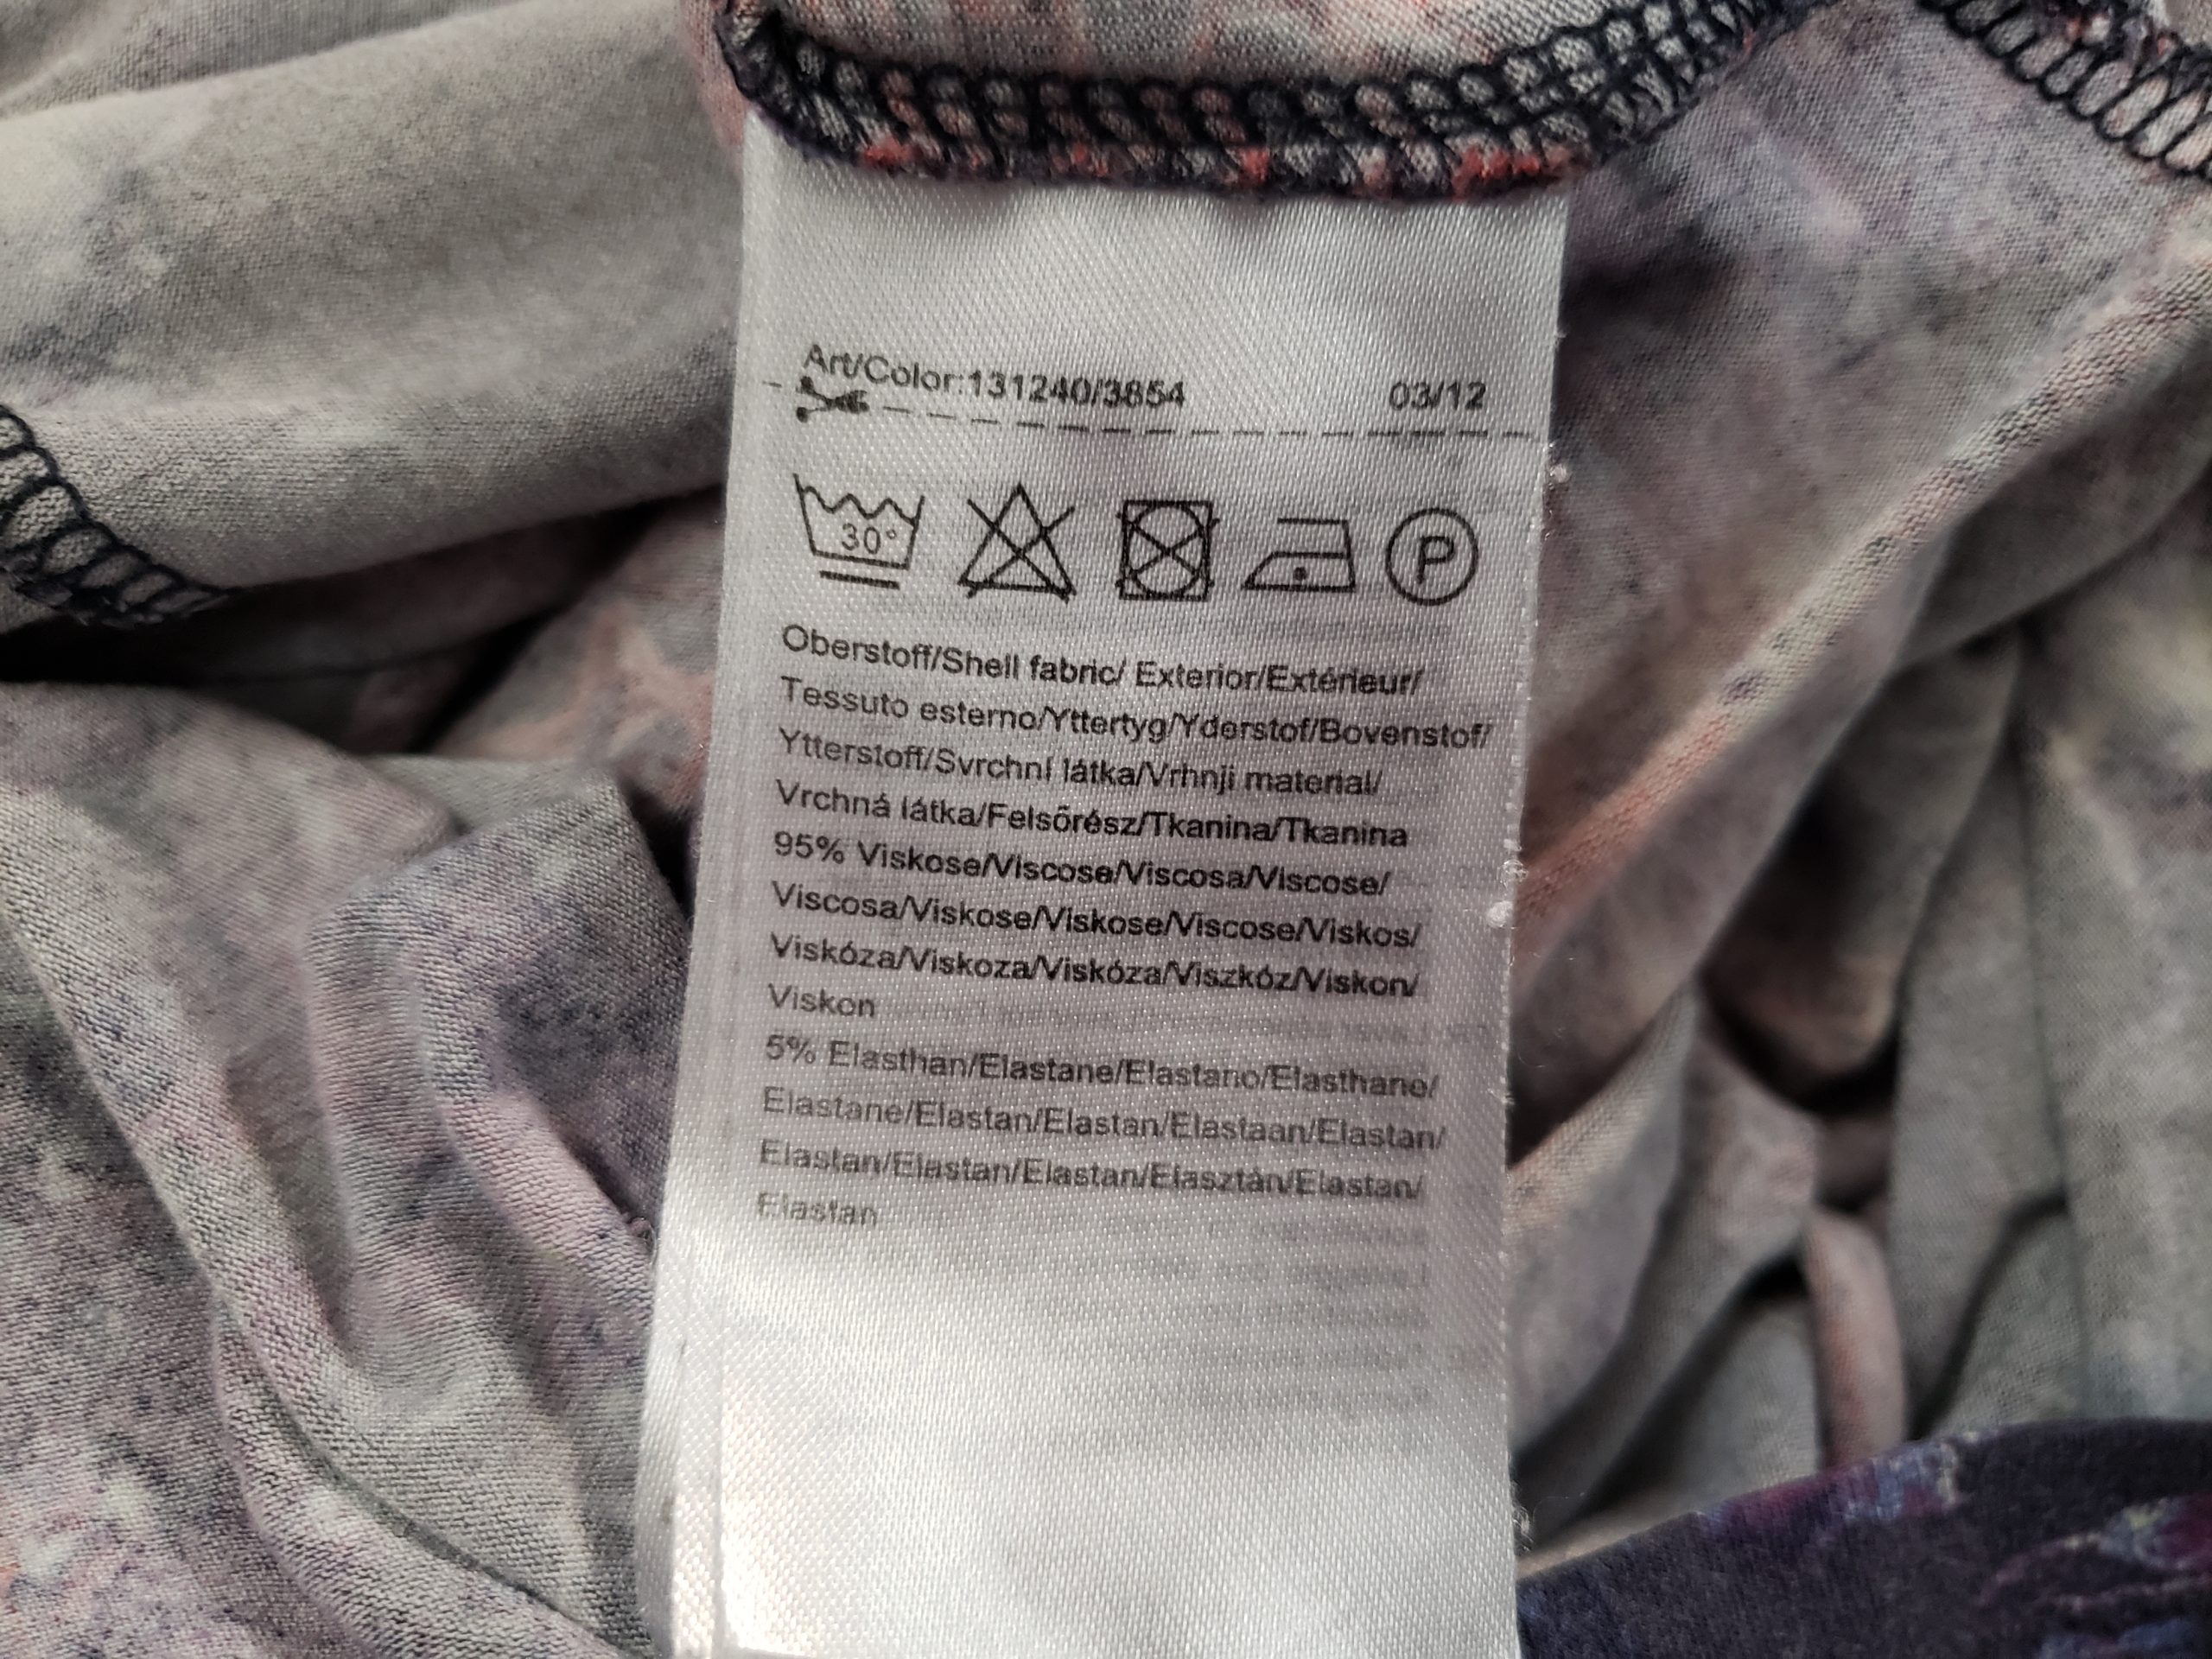 Art/Color:131240/3854 03/12
30°
P
Oberstoff/Shell fabric/ Exterior/Extérieur/
Tessuto esterno/Yttertyg/Yderstof/Bovenstof/
Ytterstoff/Svrchní látka/Vrhnji material/
Vrchná látka/Felsőrész/Tkanina/Tkanina
95% Viskose/Viscose/Viscosa/Viscose/
Viscosa/Viskose/Viskose/Viscose/Viskos/
Viskóza/Viskoza/Viskóza/Viszkóz/Viskon/
Viskon
5% Elasthan/Elastane/Elastano/Elasthane/
Elastane/Elastan/Elastan/Elastaan/Elastan/
Elastan/Elastan/Elastan/Elasztán/Elastan/
Elastan